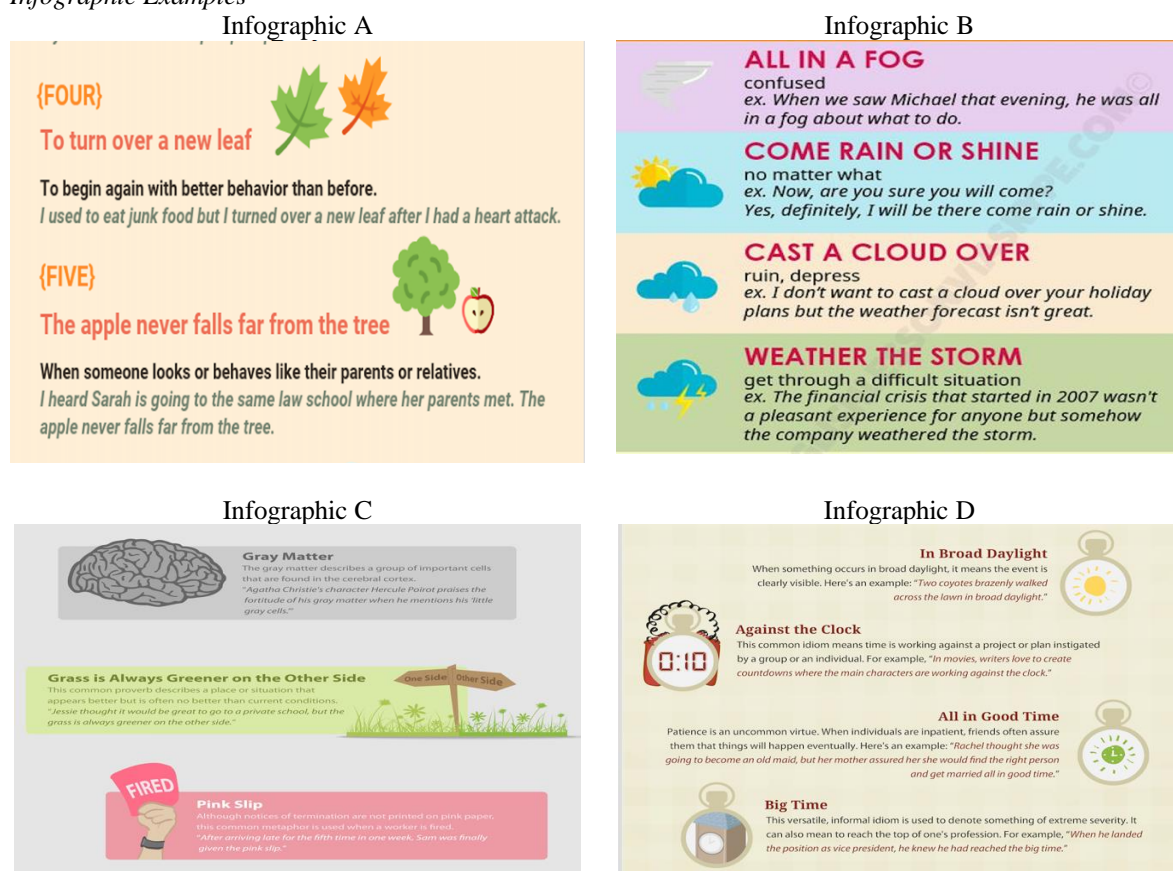 Infographic Examples
Infographic A
{FOUR}
To turn over a new leaf
To begin again with better behavior than before.
I used to eat junk food but I turned over a new leaf after I had a heart attack.
{FIVE}
The apple never falls far from the tree
When someone looks or behaves like their parents or relatives.
I heard Sarah is going to the same law school where her parents met. The
apple never falls far from the tree.
Infographic B
ALL IN A FOG
confused
ex. When we saw Michael that evening, he was all
in a fog about what to do.
COME RAIN OR SHINE
no matter what
ex. Now, are you sure you will come?
Yes, definitely, I will be there come rain or shine.
CAST A CLOUD OVER
ruin, depress
ex. I don't want to cast a cloud over your holiday
plans but the weather forecast isn't great.
WEATHER THE STORM
get through a difficult situation
ex. The financial crisis that started in 2007 wasn't
a pleasant experience for anyone but somehow
the company weathered the storm.
Infographic C
Gray Matter
The gray matter describes a group of important cells
that are found in the cerebral cortex.
"Agatha Christie's character Hercule Poirot praises the
fortitude of his gray matter when he mentions his 'little
gray cells.'"
Grass is Always Greener on the Other Side
This common proverb describes a place or situation that
appears better but is often no better than current conditions.
"Jessie thought it would be great to go to a private school, but the
grass is always greener on the other side."
One Side
Other Side
FIRED
Pink Slip
Although notices of termination are not printed on pink paper,
this common metaphor is used when a worker is fired.
"After arriving late for the fifth time in one week, Sam was finally
given the pink slip."
Infographic D
In Broad Daylight
When something occurs in broad daylight, it means the event is
clearly visible. Here's an example: "Two coyotes brazenly walked
across the lawn in broad daylight."
0:10
Against the Clock
This common idiom means time is working against a project or plan instigated
by a group or an individual. For example, "In movies, writers love to create
countdowns where the main characters are working against the clock."
All in Good Time
Patience is an uncommon virtue. When individuals are inpatient, friends often assure
them that things will happen eventually. Here's an example: "Rachel thought she was
going to become an old maid, but her mother assured her she would find the right person
and get married all in good time."
Big Time
This versatile, informal idiom is used to denote something of extreme severity. It
can also mean to reach the top of one's profession. For example, "When he landed
the position as vice president, he knew he had reached the big time."